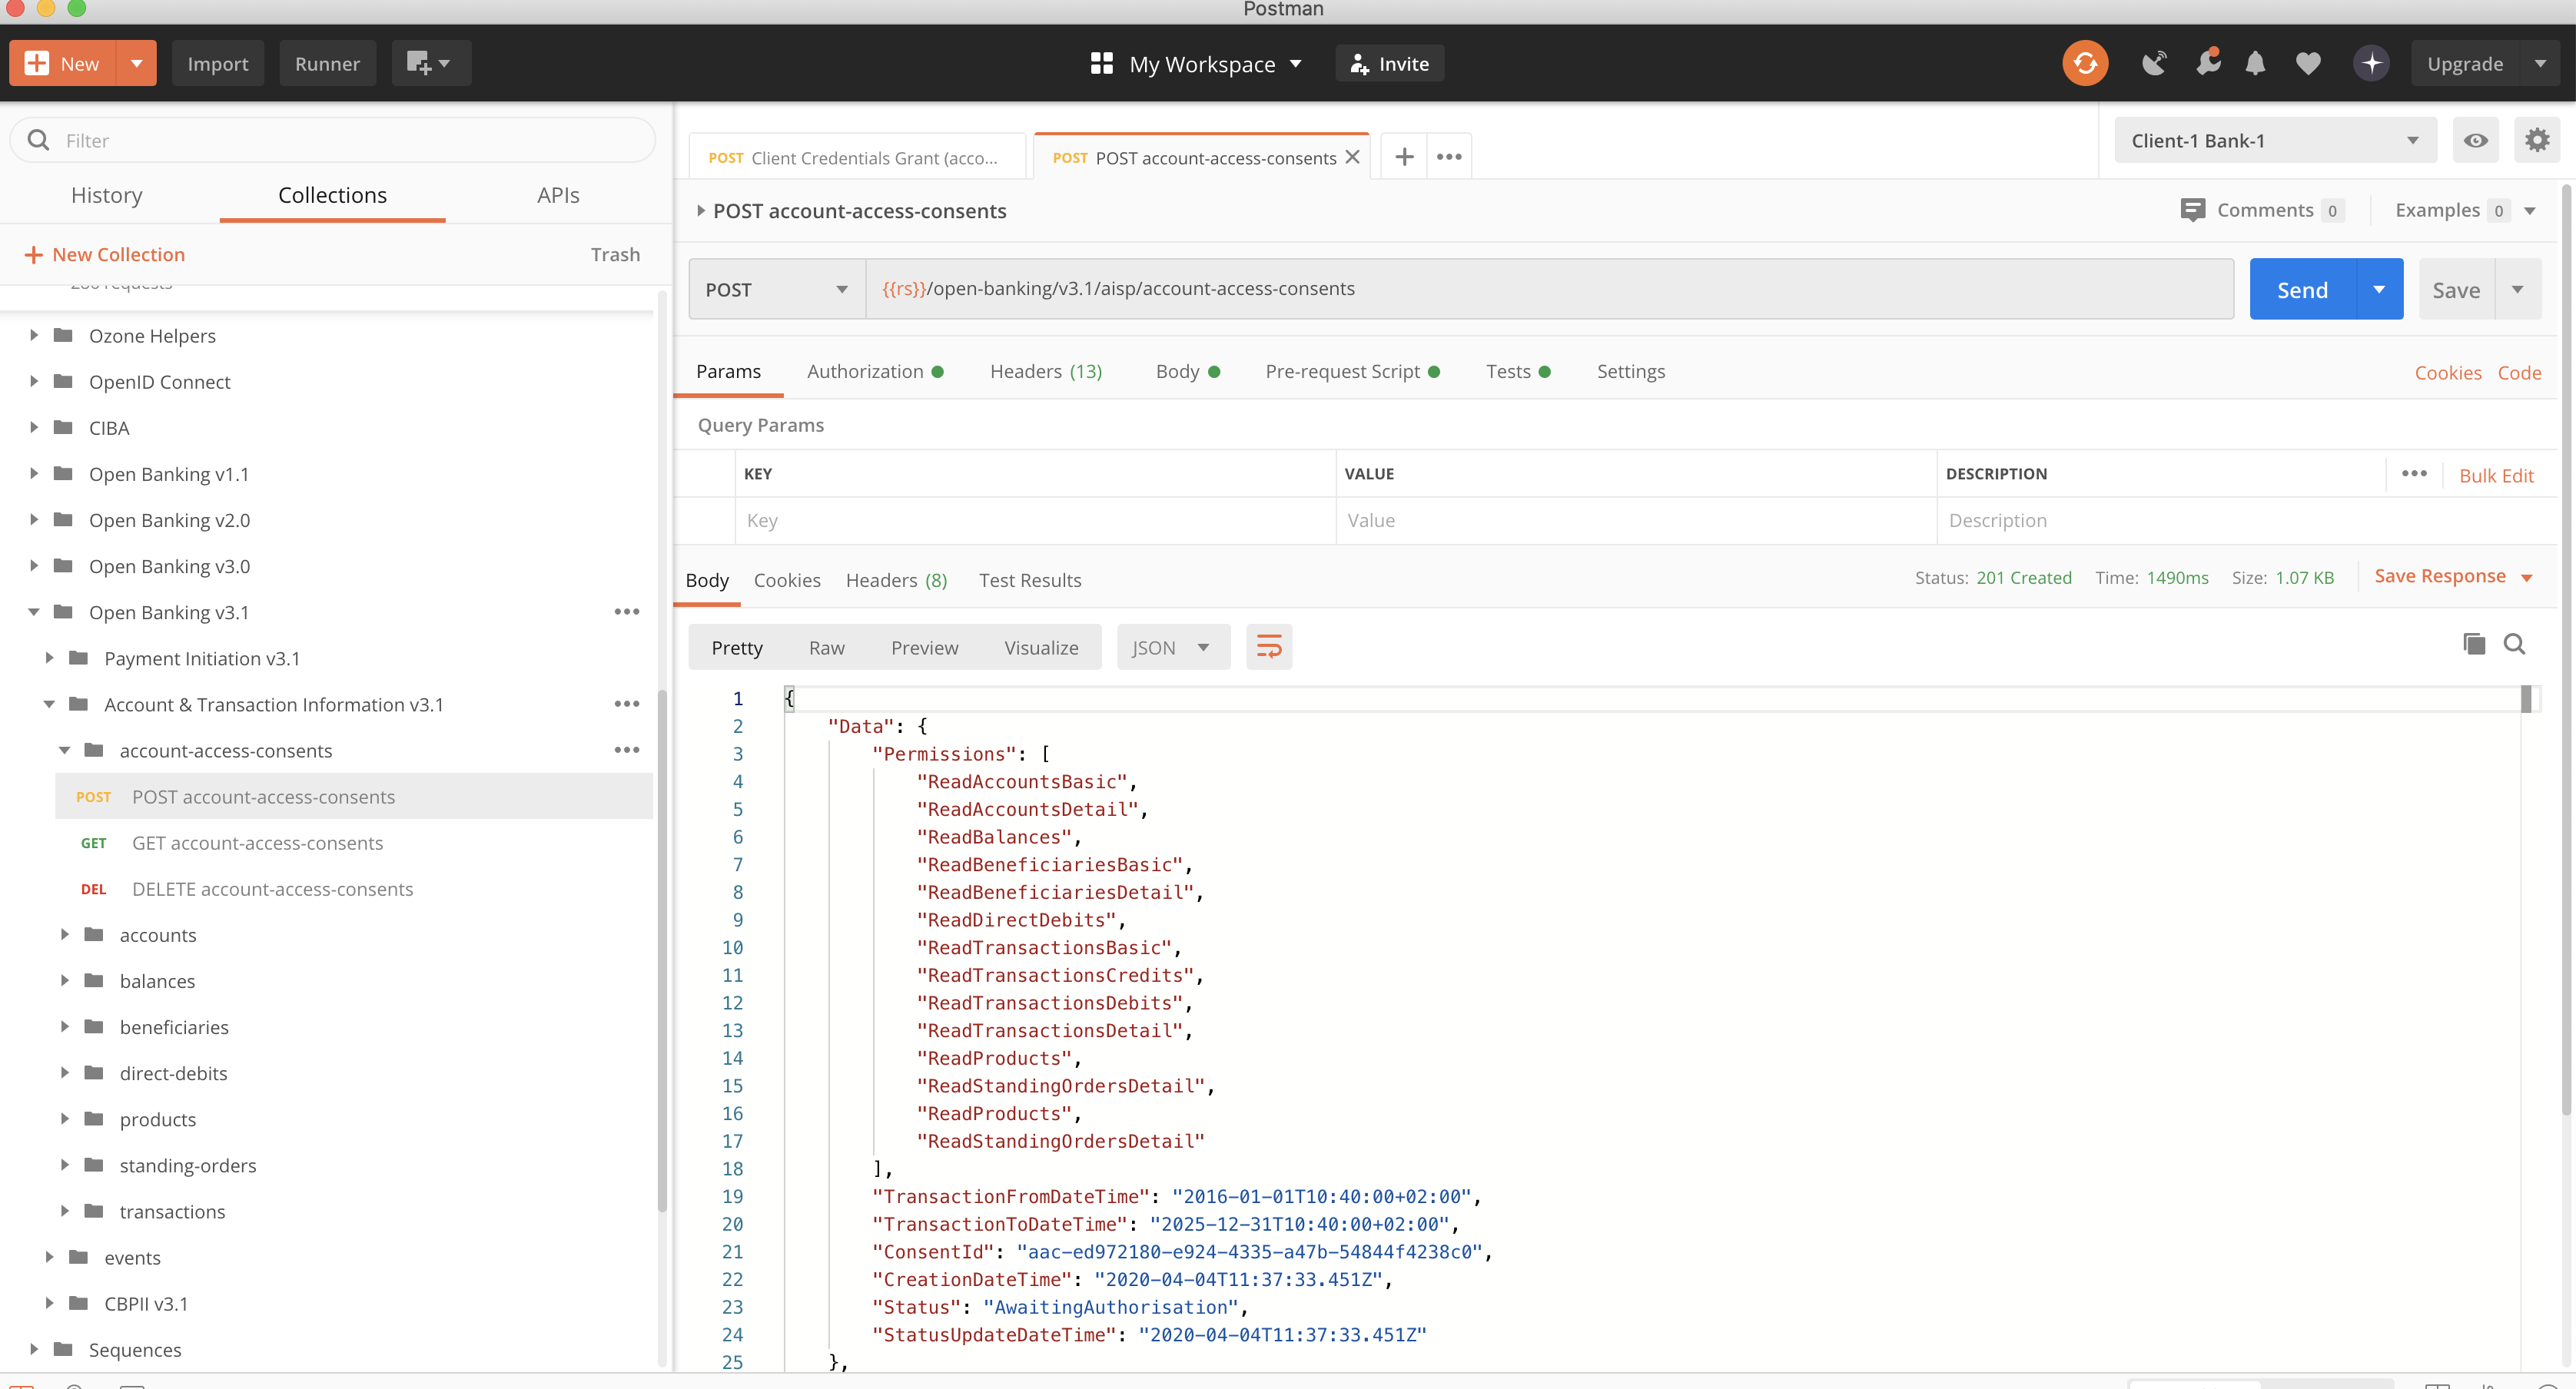 Postman
New Import Runner My Workspace Invite Upgrade
Filter
History Collections APIs
New Collection Trash
Ozone Helpers
OpenID Connect
CIBA
Open Banking v1.1
Open Banking v2.0
Open Banking v3.0
Open Banking v3.1
Payment Initiation v3.1
Account & Transaction Information v3.1
account-access-consents
POST POST account-access-consents
GET GET account-access-consents
DEL DELETE account-access-consents
accounts
balances
beneficiaries
direct-debits
products
standing-orders
transactions
events
CBPII v3.1
Sequences
POST Client Credentials Grant (acco...
POST POST account-access-consents
Client-1 Bank-1
POST account-access-consents
Comments 0 Examples 0
POST {{rs}}/open-banking/v3.1/aisp/account-access-consents Send Save
Params Authorization Headers (13) Body Pre-request Script Tests Settings Cookies Code
Query Params
KEY VALUE DESCRIPTION Bulk Edit
Key Value Description
Body Cookies Headers (8) Test Results Status: 201 Created Time: 1490ms Size: 1.07 KB Save Response
Pretty Raw Preview Visualize JSON
1 {
2 "Data": {
3 "Permissions": [
4 "ReadAccountsBasic",
5 "ReadAccountsDetail",
6 "ReadBalances",
7 "ReadBeneficiariesBasic",
8 "ReadBeneficiariesDetail",
9 "ReadDirectDebits",
10 "ReadTransactionsBasic",
11 "ReadTransactionsCredits",
12 "ReadTransactionsDebits",
13 "ReadTransactionsDetail",
14 "ReadProducts",
15 "ReadStandingOrdersDetail",
16 "ReadProducts",
17 "ReadStandingOrdersDetail"
18 ],
19 "TransactionFromDateTime": "2016-01-01T10:40:00+02:00",
20 "TransactionToDateTime": "2025-12-31T10:40:00+02:00",
21 "ConsentId": "aac-ed972180-e924-4335-a47b-54844f4238c0",
22 "CreationDateTime": "2020-04-04T11:37:33.451Z",
23 "Status": "AwaitingAuthorisation",
24 "StatusUpdateDateTime": "2020-04-04T11:37:33.451Z"
25 },